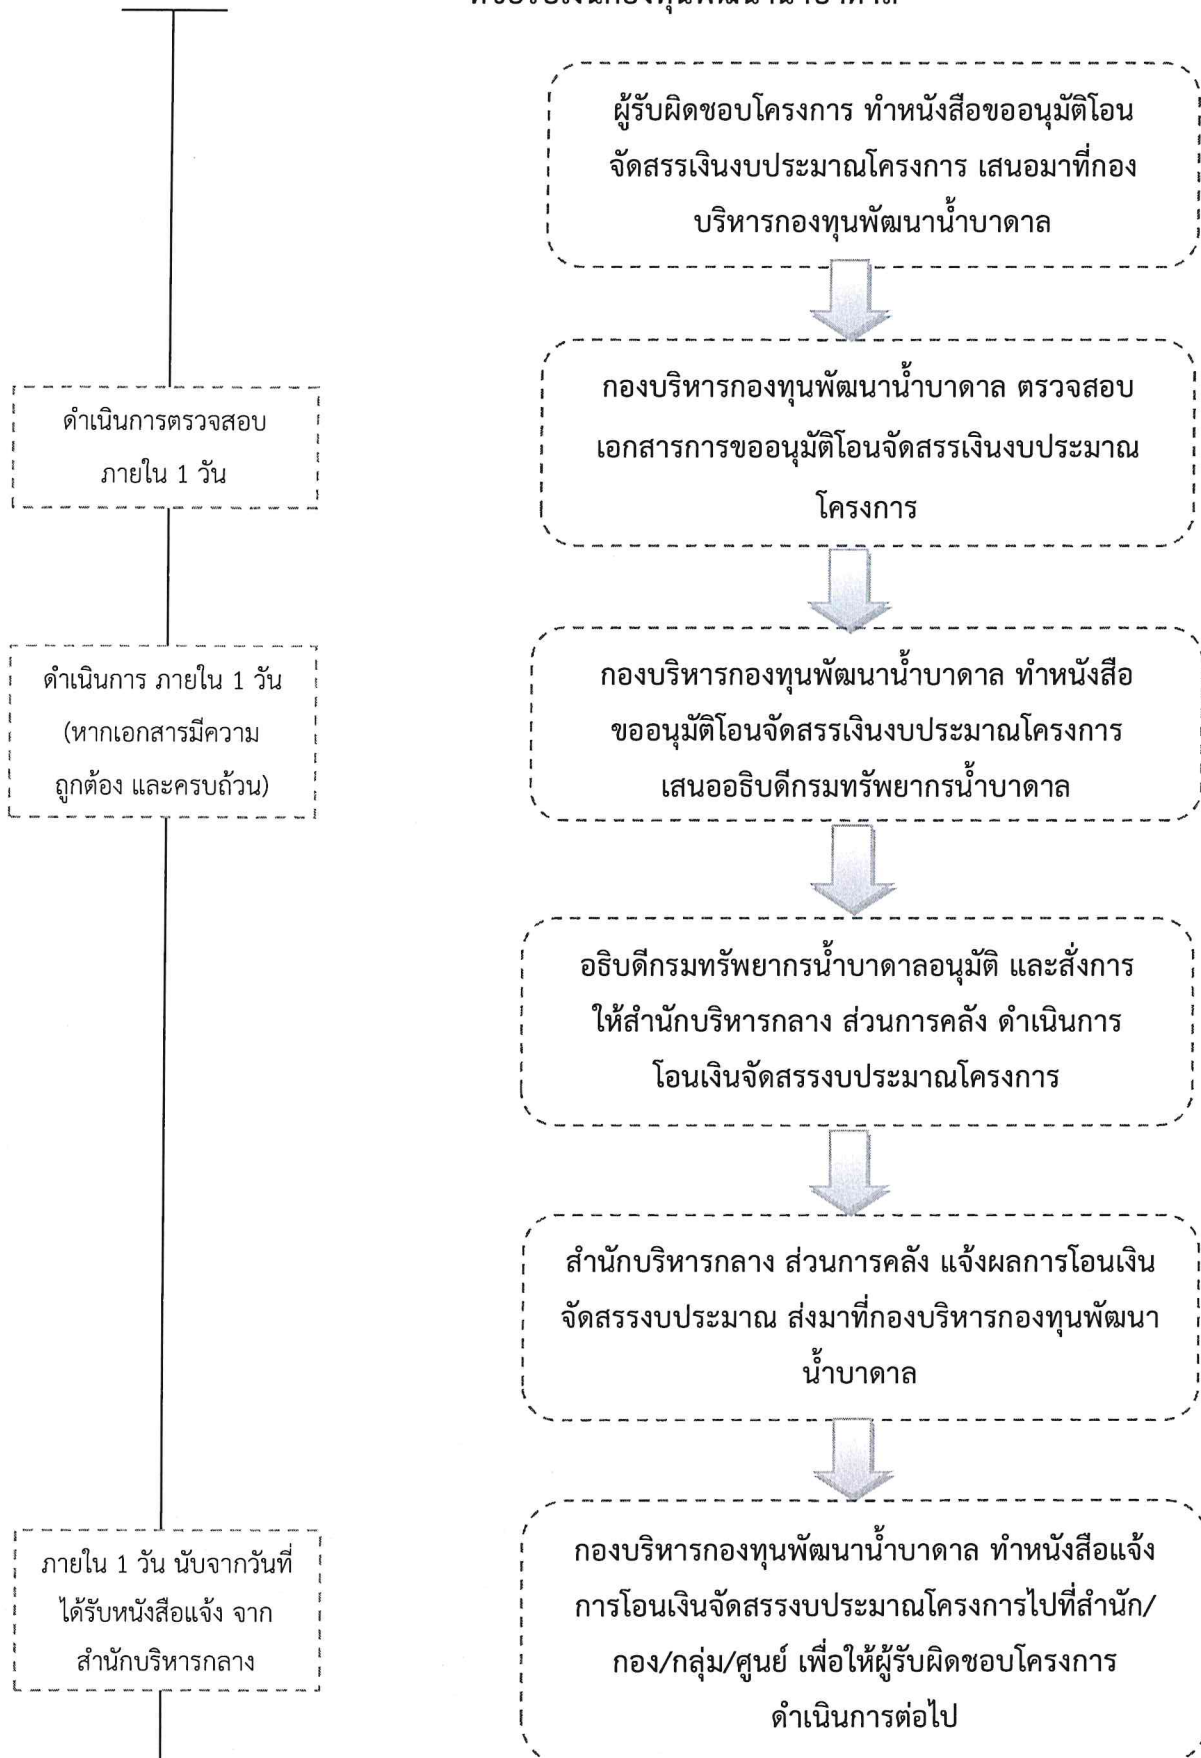 ผู้รับผิดชอบโครงการ ทำหนังสือขออนุมัติโอน
จัดสรรเงินงบประมาณโครงการ เสนอมาที่กอง
บริหารกองทุนพัฒนาน้ำบาดาล
ดำเนินการตรวจสอบ
ภายใน 1 วัน
กองบริหารกองทุนพัฒนาน้ำบาดาล ตรวจสอบ
เอกสารการขออนุมัติโอนจัดสรรเงินงบประมาณ
โครงการ
ดำเนินการ ภายใน 1 วัน
(หากเอกสารมีความ
ถูกต้อง และครบถ้วน)
กองบริหารกองทุนพัฒนาน้ำบาดาล ทำหนังสือ
ขออนุมัติโอนจัดสรรเงินงบประมาณโครงการ
เสนออธิบดีกรมทรัพยากรน้ำบาดาล
อธิบดีกรมทรัพยากรน้ำบาดาลอนุมัติ และสั่งการ
ให้สำนักบริหารกลาง ส่วนการคลัง ดำเนินการ
โอนเงินจัดสรรงบประมาณโครงการ
สำนักบริหารกลาง ส่วนการคลัง แจ้งผลการโอนเงิน
จัดสรรงบประมาณ ส่งมาที่กองบริหารกองทุนพัฒนา
น้ำบาดาล
ภายใน 1 วัน นับจากวันที่
ได้รับหนังสือแจ้ง จาก
สำนักบริหารกลาง
กองบริหารกองทุนพัฒนาน้ำบาดาล ทำหนังสือแจ้ง
การโอนเงินจัดสรรงบประมาณโครงการไปที่สำนัก/
กอง/กลุ่ม/ศูนย์ เพื่อให้ผู้รับผิดชอบโครงการ
ดำเนินการต่อไป